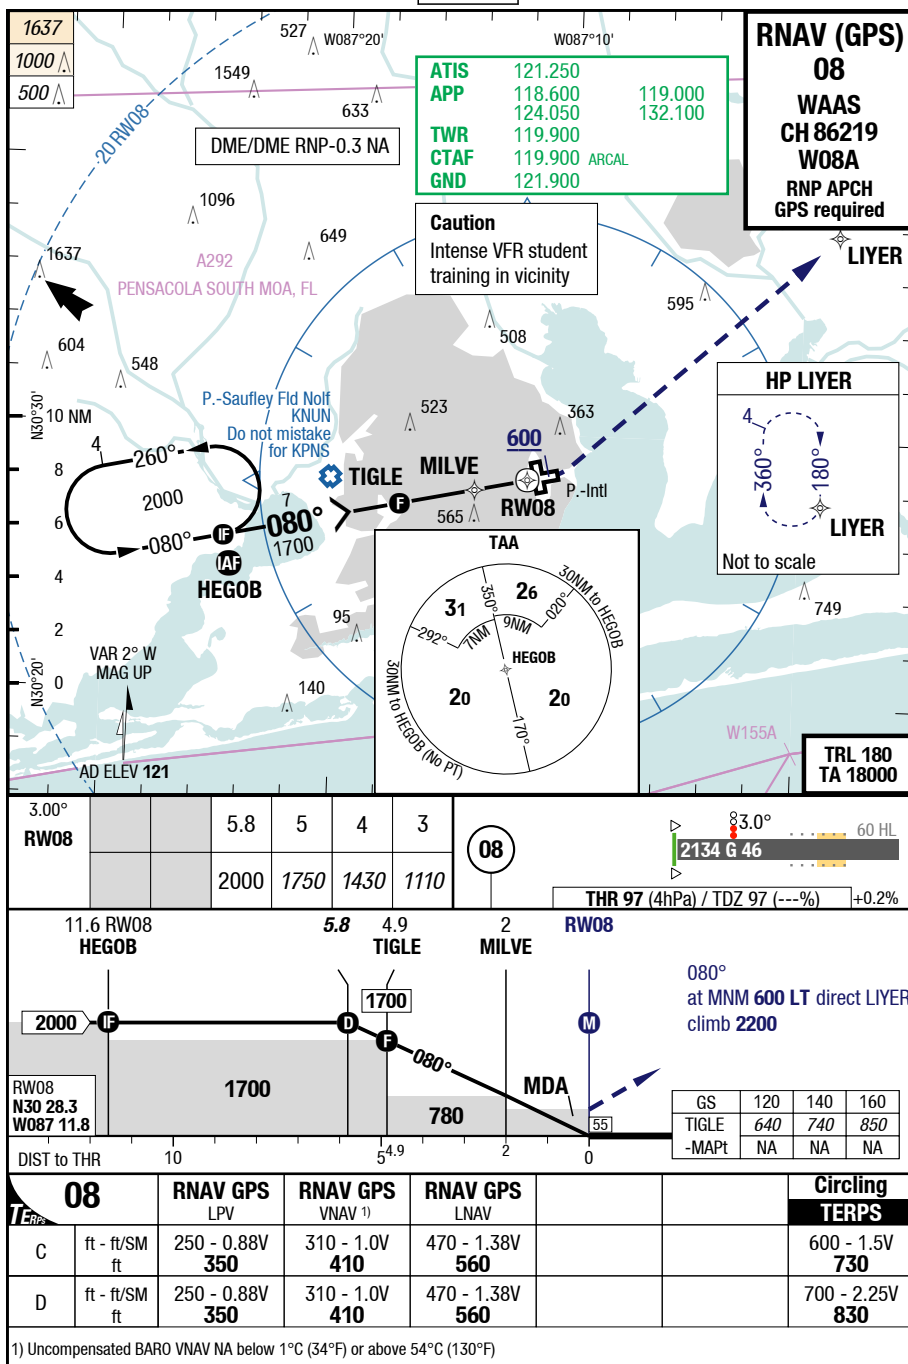 1637
1000
500
527
W087°20'
W087°10'
1549
633
20 RW08
DME/DME RNP-0.3 NA
ATIS 121.250
APP 118.600 119.000
124.050 132.100
TWR 119.900
CTAF 119.900 ARCAL
GND 121.900
RNAV (GPS)
08
WAAS
CH 86219
W08A
RNP APCH
GPS required
1096
649
Caution
Intense VFR student
training in vicinity
1637
A292
PENSACOLA SOUTH MOA, FL
LIYER
595
508
604
548
HP LIYER
4
360°
180°
LIYER
Not to scale
N30°30'
10 NM
P.-Saufley Fld Nolf
KNUN
Do not mistake
for KPNS
523
363
600
4
260°
2000
080°
8
6
4
2
0
TIGLE
MILVE
F
RW08
P.-Intl
565
7
080°
1700
IF
IAF
HEGOB
TAA
31
26
350°
020°
292°
7NM
9NM
30NM to HEGOB
HEGOB
20
20
170°
30NM to HEGOB (No PT)
749
95
140
N30°20'
VAR 2° W
MAG UP
AD ELEV 121
W155A
TRL 180
TA 18000
3.00°
RW08
5.8 5 4 3
2000 1750 1430 1110
08
3.0°
60 HL
2134 G 46
THR 97 (4hPa) / TDZ 97 (---%)
+0.2%
11.6 RW08
HEGOB
5.8
4.9
TIGLE
2
MILVE
RW08
2000
IF
D
1700
F
080°
M
080°
at MNM 600 LT direct LIYER
climb 2200
1700
780
MDA
55
RW08
N30 28.3
W087 11.8
DIST to THR
10
5
4.9
2
0
GS 120 140 160
TIGLE 640 740 850
-MAPt NA NA NA
TERPS
08
RNAV GPS
LPV
RNAV GPS
VNAV 1)
RNAV GPS
LNAV
Circling
TERPS
C
ft - ft/SM
ft
250 - 0.88V
350
310 - 1.0V
410
470 - 1.38V
560
600 - 1.5V
730
D
ft - ft/SM
ft
250 - 0.88V
350
310 - 1.0V
410
470 - 1.38V
560
700 - 2.25V
830
1) Uncompensated BARO VNAV NA below 1°C (34°F) or above 54°C (130°F)